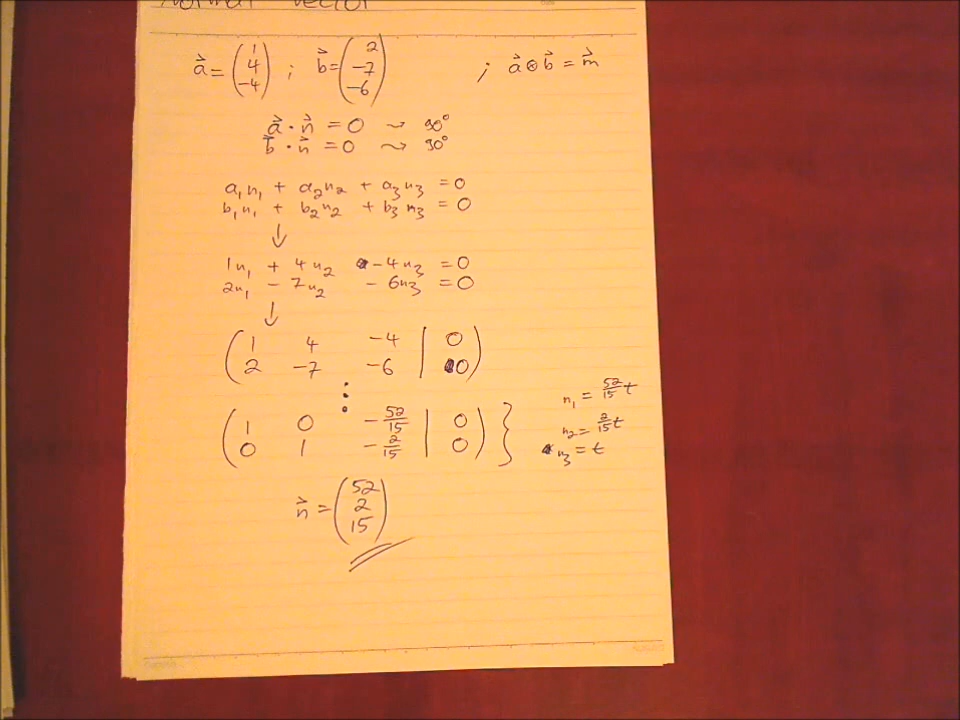 Normal vector
a⃗ = (1 4 -4) ; b⃗ = (2 -7 -6) ; a⃗ ⊗ b⃗ = m⃗
a⃗ · n⃗ = 0 ⤳ 90°
b⃗ · n⃗ = 0 ⤳ 90°
a₁n₁ + a₂n₂ + a₃n₃ = 0
b₁n₁ + b₂n₂ + b₃n₃ = 0
↓
1n₁ + 4n₂ - 4n₃ = 0
2n₁ - 7n₂ - 6n₃ = 0
↓
( 1 4 -4 | 0 )
( 2 -7 -6 | 0 )
⋮
( 1 0 -52/15 | 0 ) } n₁ = 52/15 t
( 0 1 -2/15 | 0 ) } n₂ = 2/15 t
n₃ = t
n⃗ = (52 2 15)